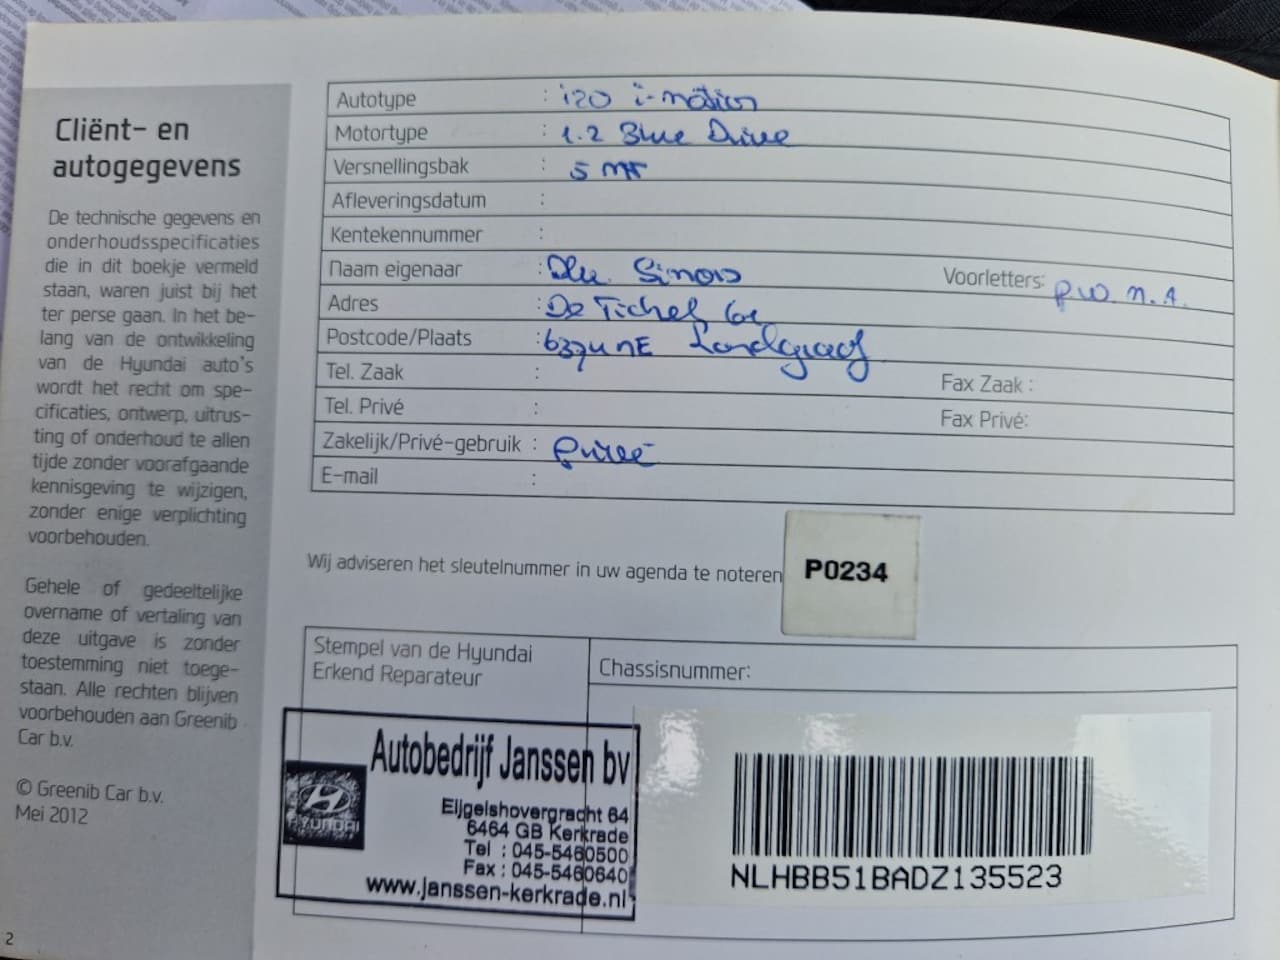 Cliënt- en
autogegevens
De technische gegevens en
onderhoudsspecificaties
die in dit boekje vermeld
staan, waren juist bij het
ter perse gaan. In het be-
lang van de ontwikkeling
van de Hyundai auto's
wordt het recht om spe-
cificaties, ontwerp, uitrus-
ting of onderhoud te allen
tijde zonder voorafgaande
kennisgeving te wijzigen,
zonder enige verplichting
voorbehouden.
Gehele of gedeeltelijke
overname of vertaling van
deze uitgave is zonder
toestemming niet toege-
staan. Alle rechten blijven
voorbehouden aan Greenib
Car b.v.
© Greenib Car b.v.
Mei 2012
2
Autotype : i20 i-motion
Motortype : 1.2 Blue Drive
Versnellingsbak : 5 MT
Afleveringsdatum :
Kentekennummer :
Naam eigenaar : Voorletters: P.W.M.A.
Adres : De Tichel
Postcode/Plaats : Landgraaf
Tel. Zaak : Fax Zaak :
Tel. Privé : Fax Privé:
Zakelijk/Privé-gebruik : Privé
E-mail :
Wij adviseren het sleutelnummer in uw agenda te noteren P0234
Stempel van de Hyundai
Erkend Reparateur
Chassisnummer:
Autobedrijf Janssen bv
HYUNDAI
Eijgelshovergracht 64
6464 GB Kerkrade
Tel : 045-5460500
Fax : 045-5460640
www.janssen-kerkrade.nl
NLHBB51BADZ135523